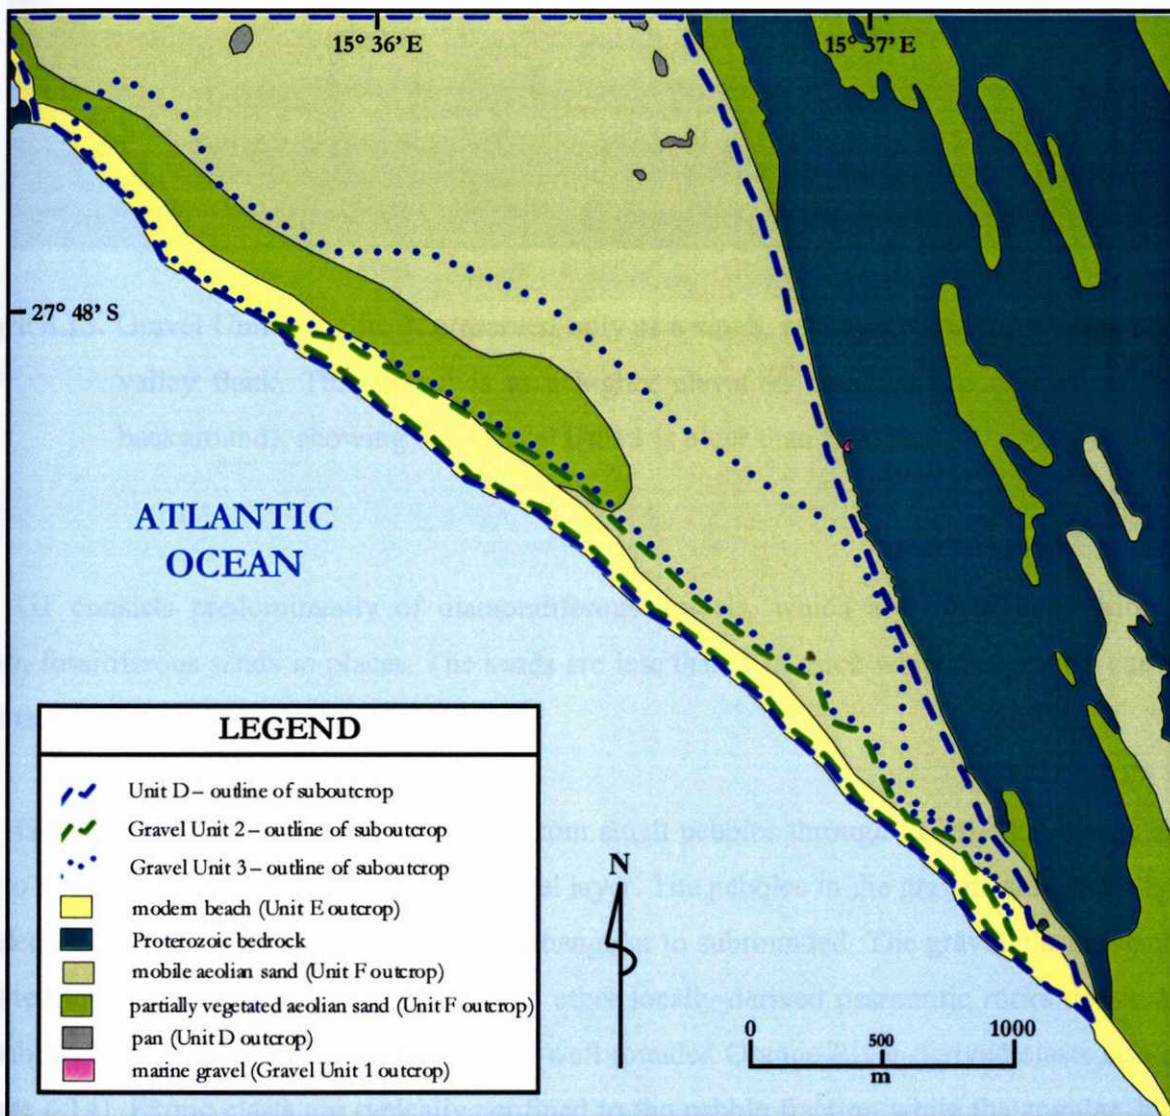 15° 36' E
15° 37' E
27° 48' S
ATLANTIC
OCEAN
LEGEND
Unit D – outline of suboutcrop
Gravel Unit 2 – outline of suboutcrop
Gravel Unit 3 – outline of suboutcrop
modern beach (Unit E outcrop)
Proterozoic bedrock
mobile aeolian sand (Unit F outcrop)
partially vegetated aeolian sand (Unit F outcrop)
pan (Unit D outcrop)
marine gravel (Gravel Unit 1 outcrop)
N
0
500
1000
m